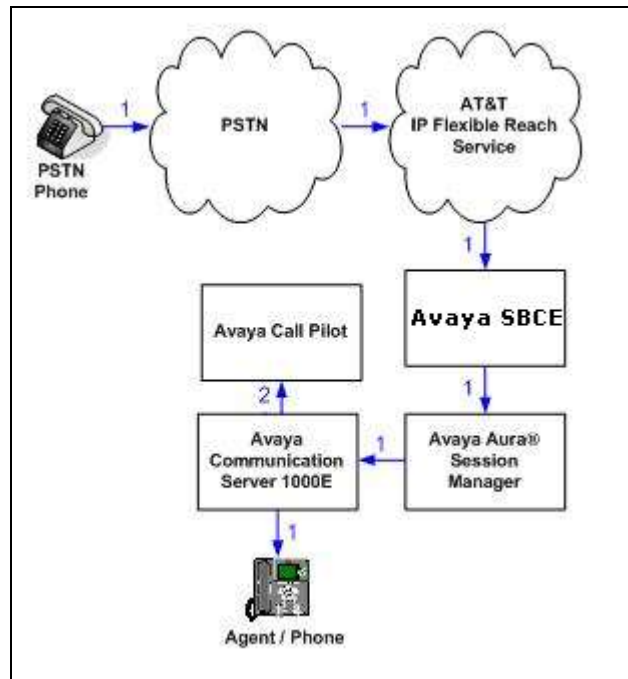 1
PSTN
1
AT&T
IP Flexible Reach
Service
PSTN
Phone
1
Avaya Call Pilot
Avaya SBCE
2
1
Avaya
Communication
Server 1000E
1
Avaya Aura®
Session
Manager
1
Agent / Phone